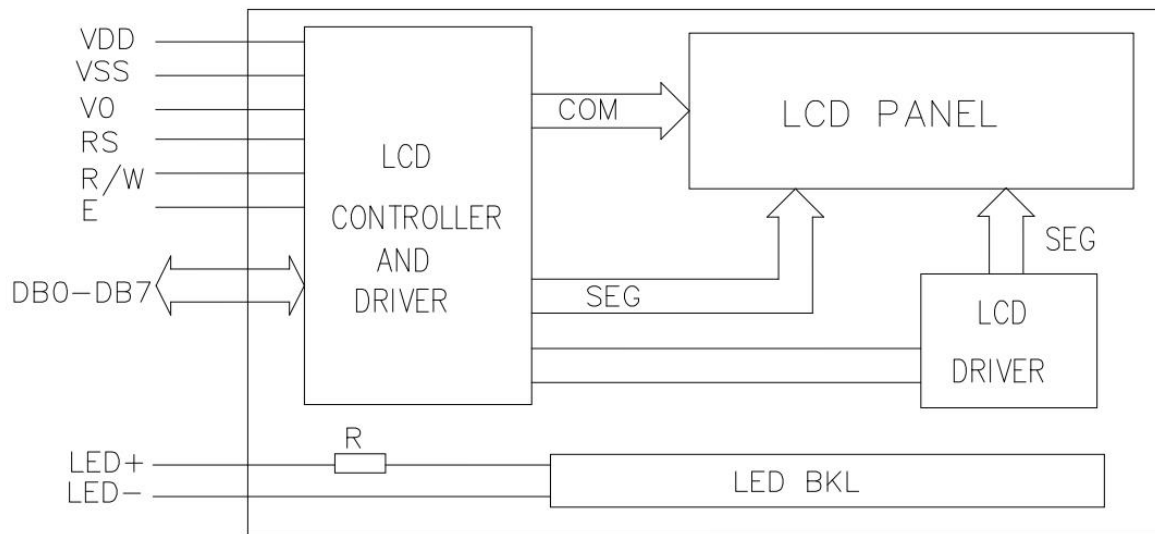 VDD
VSS
V0
RS
R/W
E
DB0-DB7
LED+
LED-
LCD
CONTROLLER
AND
DRIVER
COM
SEG
LCD PANEL
SEG
LCD
DRIVER
R
LED BKL